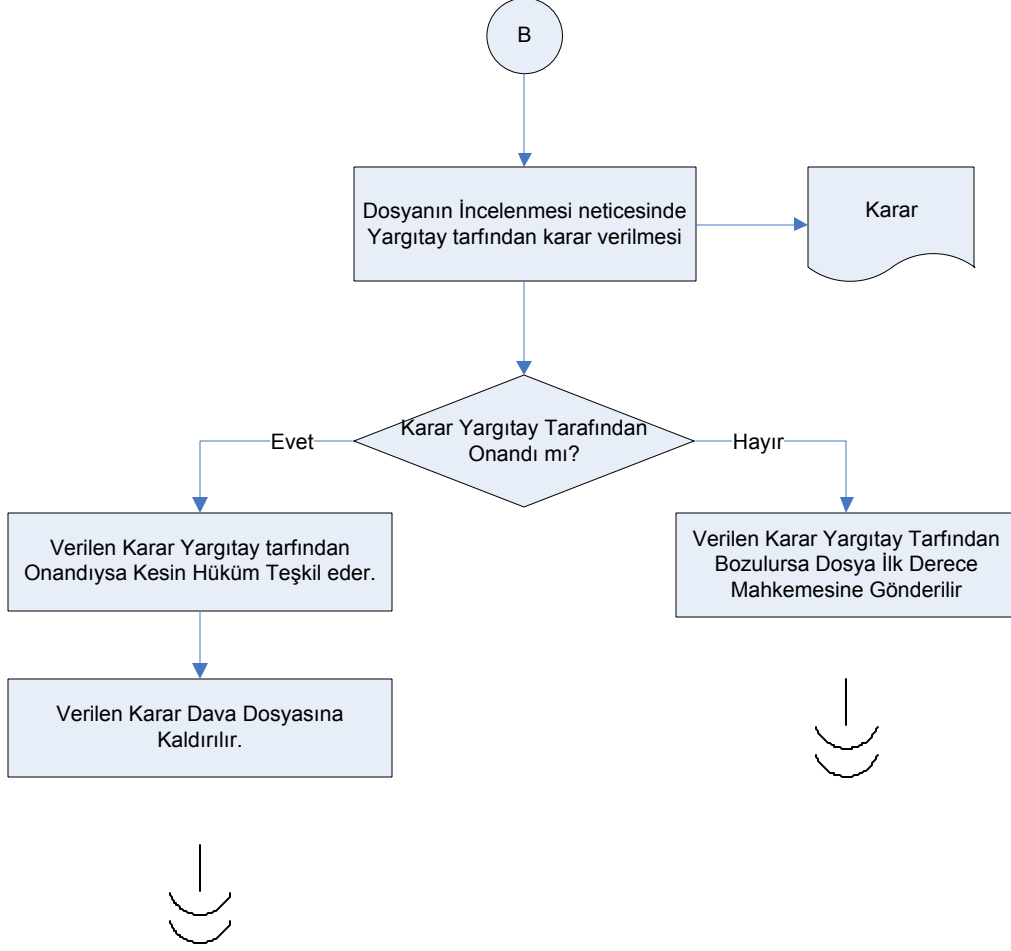 B
Dosyanın İncelenmesi neticesinde
Yargıtay tarfından karar verilmesi
Karar
Karar Yargıtay Tarafından
Onandı mı?
Evet
Hayır
Verilen Karar Yargıtay tarfından
Onandıysa Kesin Hüküm Teşkil eder.
Verilen Karar Yargıtay Tarfından
Bozulursa Dosya İlk Derece
Mahkemesine Gönderilir
Verilen Karar Dava Dosyasına
Kaldırılır.